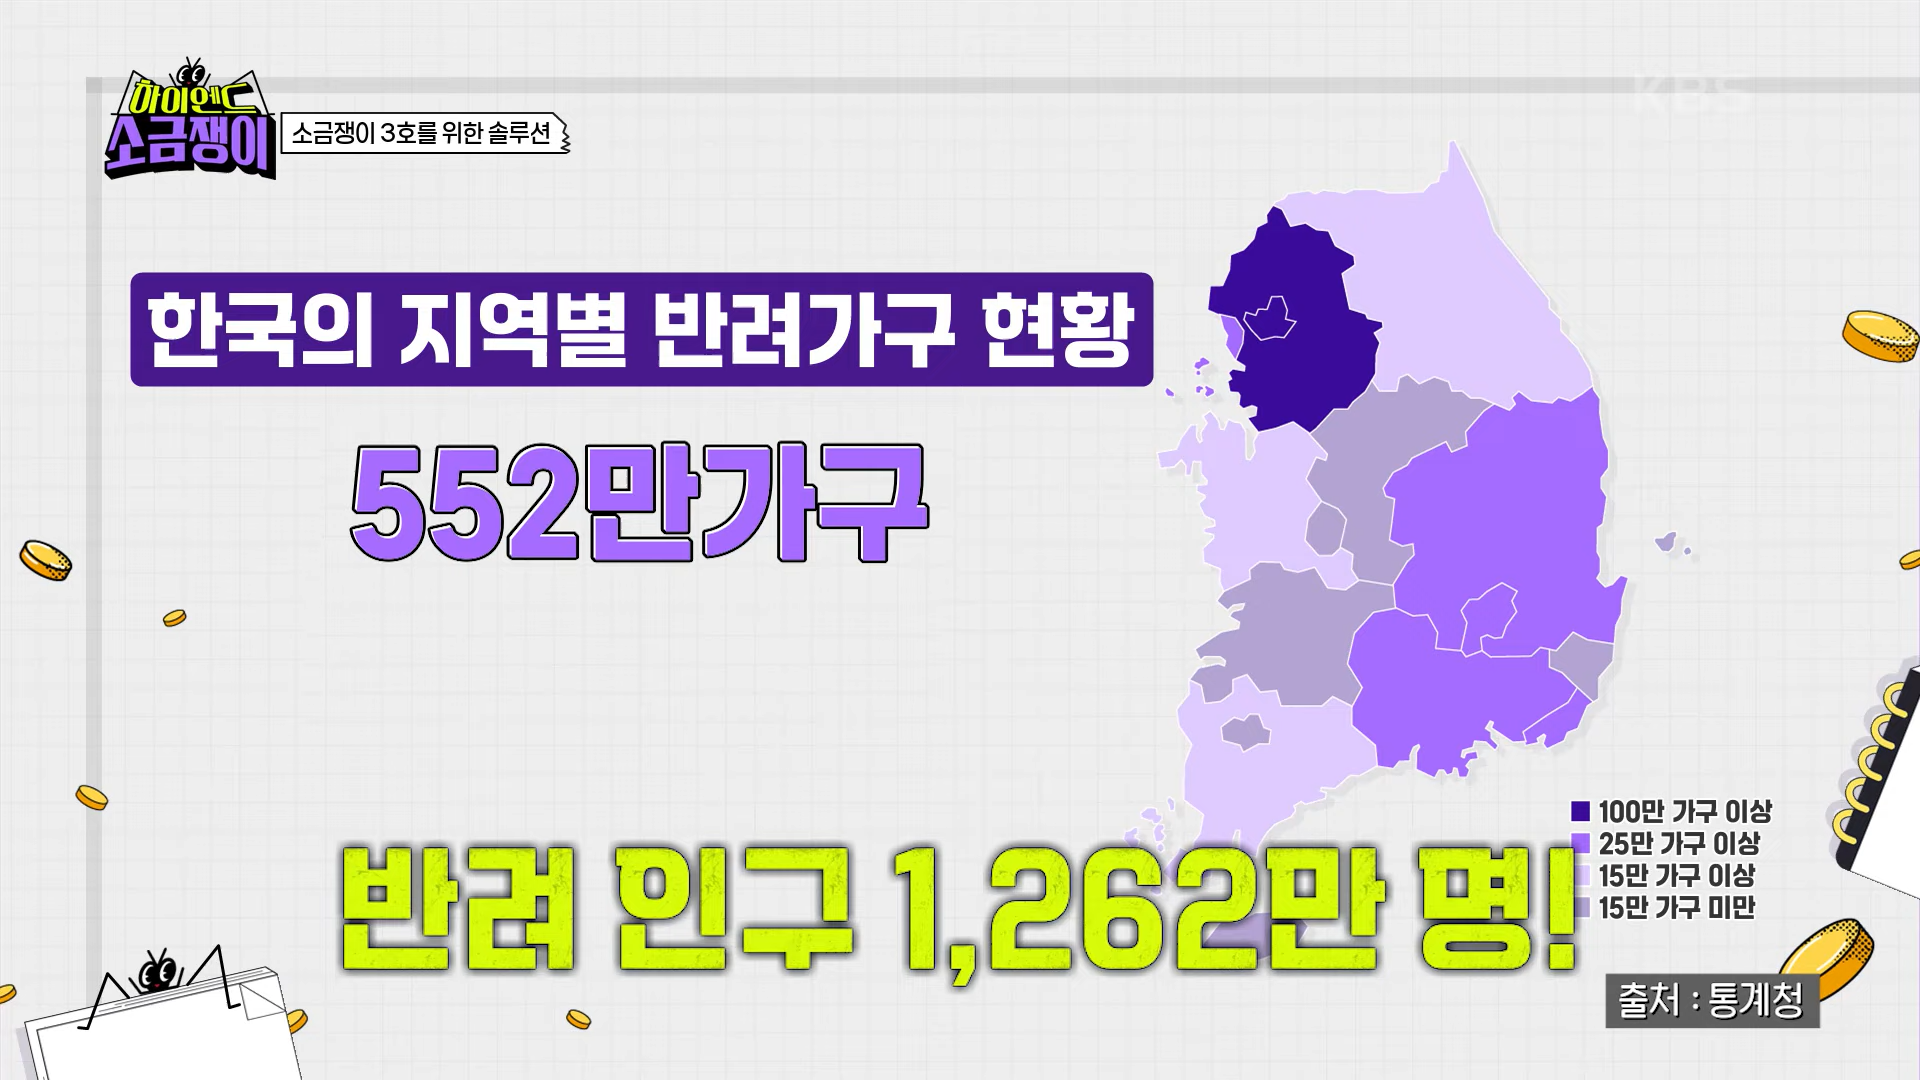 하이엔드
소금쟁이
소금쟁이 3호를 위한 솔루션
KBS
한국의 지역별 반려가구 현황
552만가구
100만 가구 이상
25만 가구 이상
15만 가구 이상
15만 가구 미만
반려 인구 1,262만 명!
출처 : 통계청